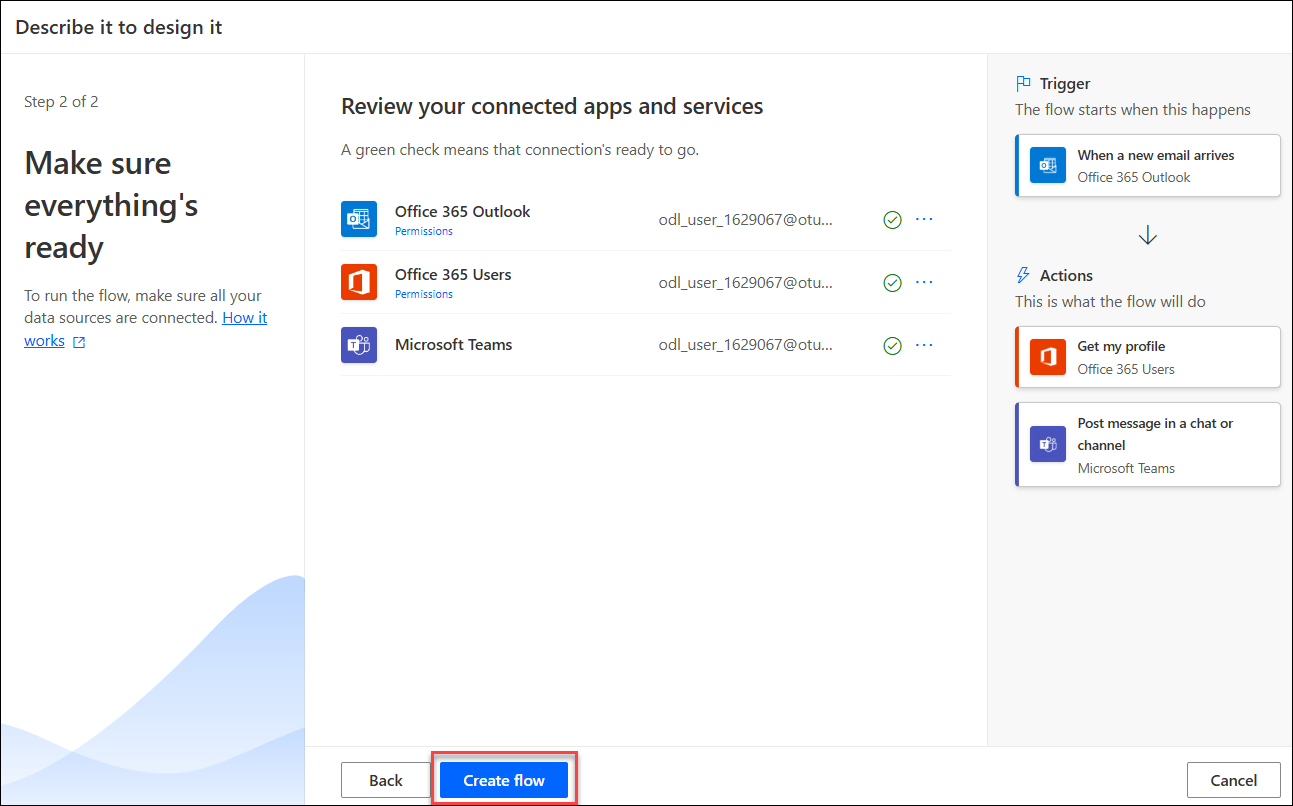 Describe it to design it
Step 2 of 2
Make sure
everything's
ready
To run the flow, make sure all your
data sources are connected. How it
works
Review your connected apps and services
A green check means that connection's ready to go.
Office 365 Outlook
Permissions
odl_user_1629067@otu...
Office 365 Users
Permissions
odl_user_1629067@otu...
Microsoft Teams
odl_user_1629067@otu...
Trigger
The flow starts when this happens
When a new email arrives
Office 365 Outlook
Actions
This is what the flow will do
Get my profile
Office 365 Users
Post message in a chat or
channel
Microsoft Teams
Back
Create flow
Cancel